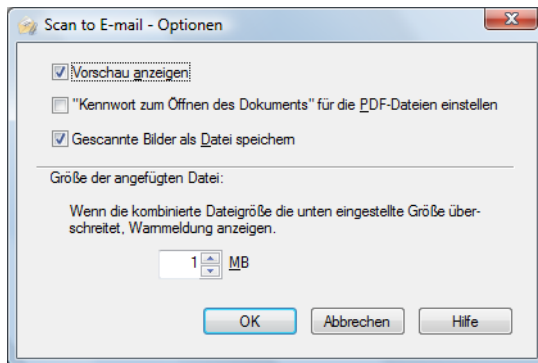 Scan to E-mail - Optionen
Vorschau anzeigen
"Kennwort zum Öffnen des Dokuments" für die PDF-Dateien einstellen
Gescannte Bilder als Datei speichern
Größe der angefügten Datei:
Wenn die kombinierte Dateigröße die unten eingestellte Größe über-
schreitet, Warnmeldung anzeigen.
1 MB
OK Abbrechen Hilfe